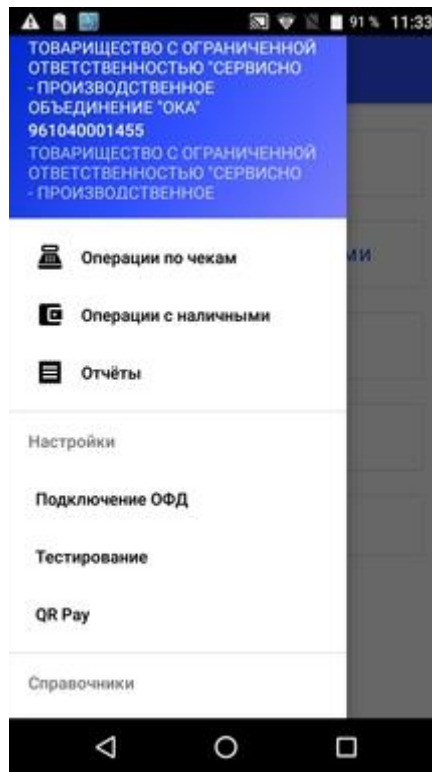 91 % 11:33
ТОВАРИЩЕСТВО С ОГРАНИЧЕННОЙ
ОТВЕТСТВЕННОСТЬЮ "СЕРВИСНО
- ПРОИЗВОДСТВЕННОЕ
ОБЪЕДИНЕНИЕ "ОКА"
961040001455
ТОВАРИЩЕСТВО С ОГРАНИЧЕННОЙ
ОТВЕТСТВЕННОСТЬЮ "СЕРВИСНО
- ПРОИЗВОДСТВЕННОЕ
Операции по чекам
МИ
Операции с наличными
Отчёты
Настройки
Подключение ОФД
Тестирование
QR Pay
Справочники